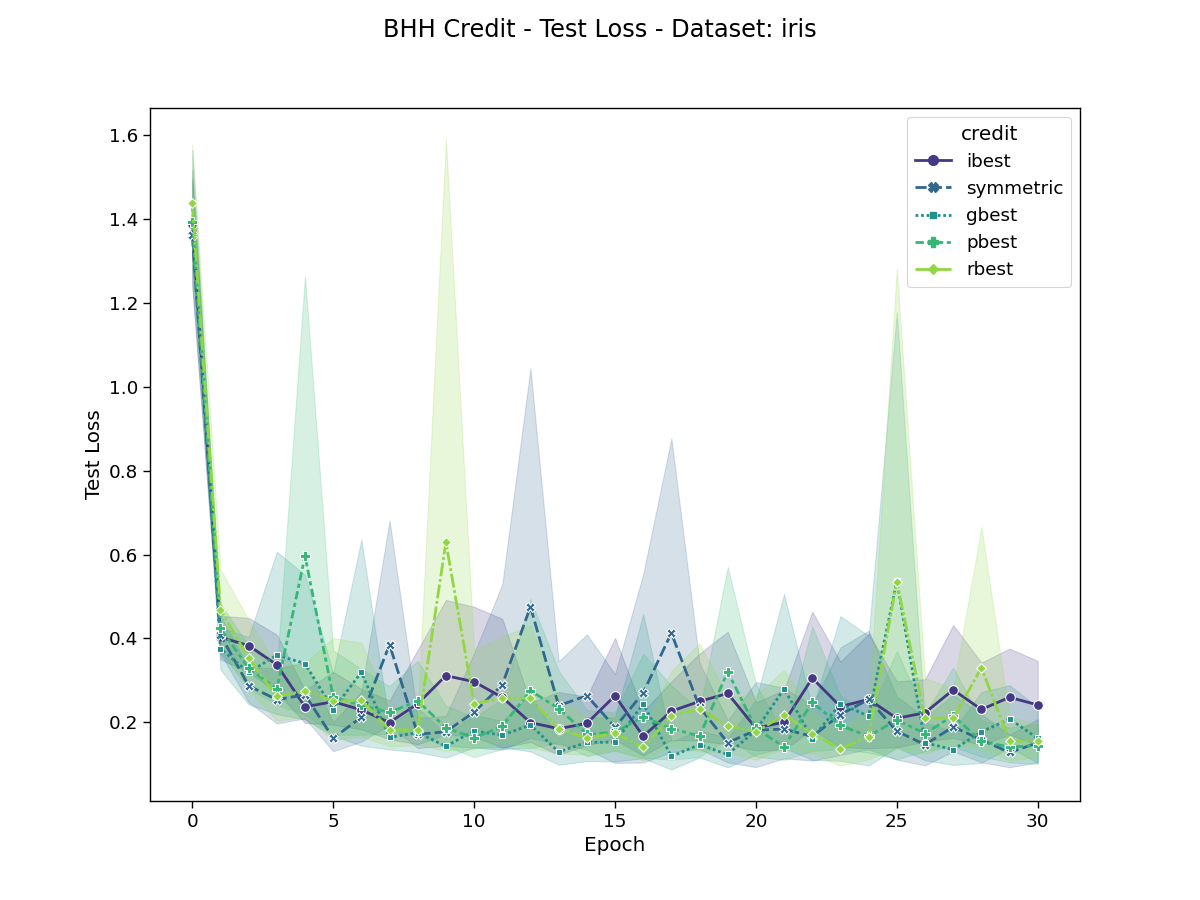 BHH Credit - Test Loss - Dataset: iris
credit
ibest
symmetric
gbest
pbest
rbest
Test Loss
1.6
1.4
1.2
1.0
0.8
0.6
0.4
0.2
0 5 10 15 20 25 30
Epoch